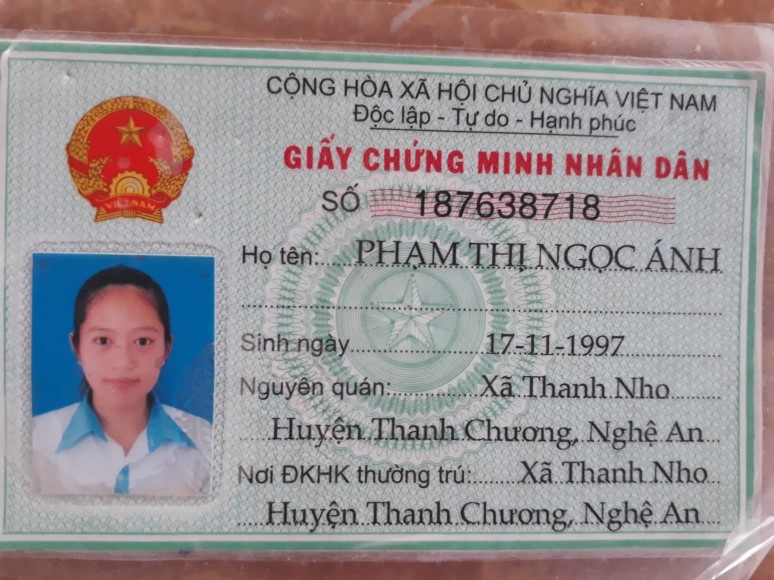 CỘNG HÒA XÃ HỘI CHỦ NGHĨA VIỆT NAM
Độc lập - Tự do - Hạnh phúc
GIẤY CHỨNG MINH NHÂN DÂN
SỐ 187638718
Họ tên: PHẠM THỊ NGỌC ÁNH
Sinh ngày 17-11-1997
Nguyên quán: Xã Thanh Nho
Huyện Thanh Chương, Nghệ An
Nơi ĐKHK thường trú: Xã Thanh Nho
Huyện Thanh Chương, Nghệ An
VIỆT NAM